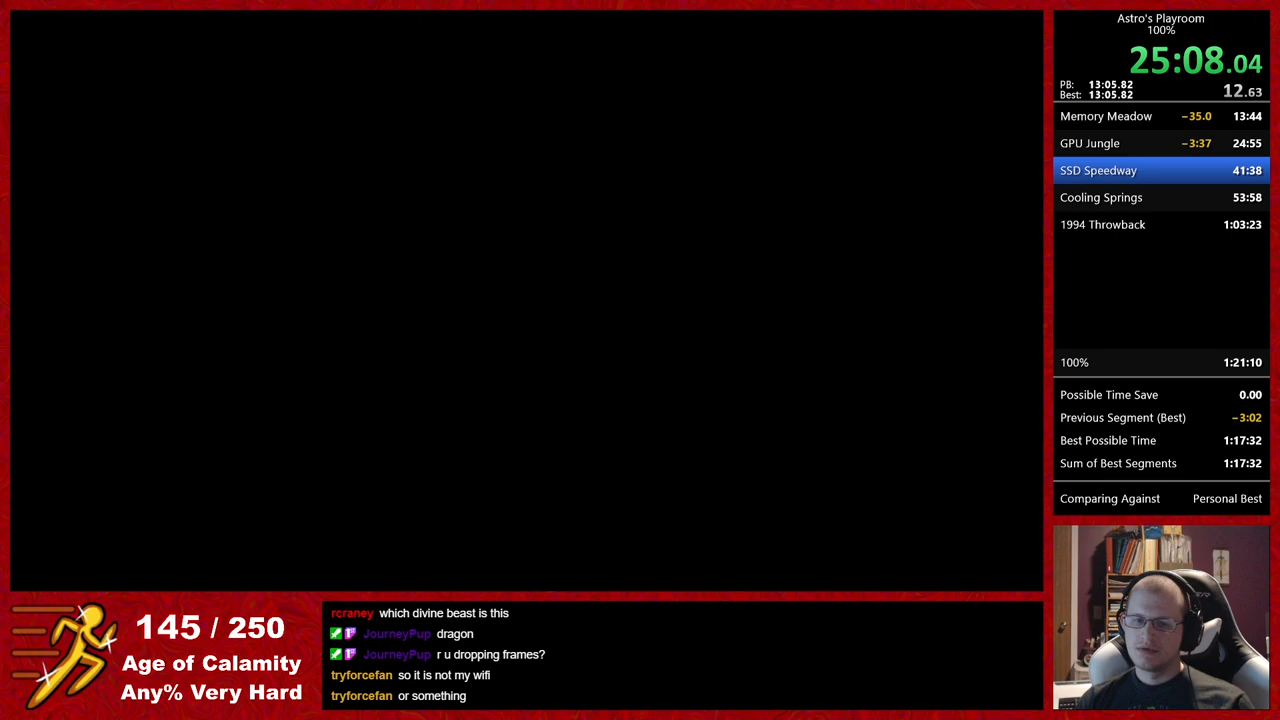 Astro's Playroom
100%
25:08.04
PB: 13:05.82
Best: 13:05.82
12.63
Memory Meadow −35.0 13:44
GPU Jungle −3:37 24:55
SSD Speedway 41:38
Cooling Springs 53:58
1994 Throwback 1:03:23
100% 1:21:10
Possible Time Save 0.00
Previous Segment (Best) −3:02
Best Possible Time 1:17:32
Sum of Best Segments 1:17:32
Comparing Against Personal Best
145 / 250
Age of Calamity
Any% Very Hard
rcraney which divine beast is this
JourneyPup dragon
JourneyPup r u dropping frames?
tryforcefan so it is not my wifi
tryforcefan or something